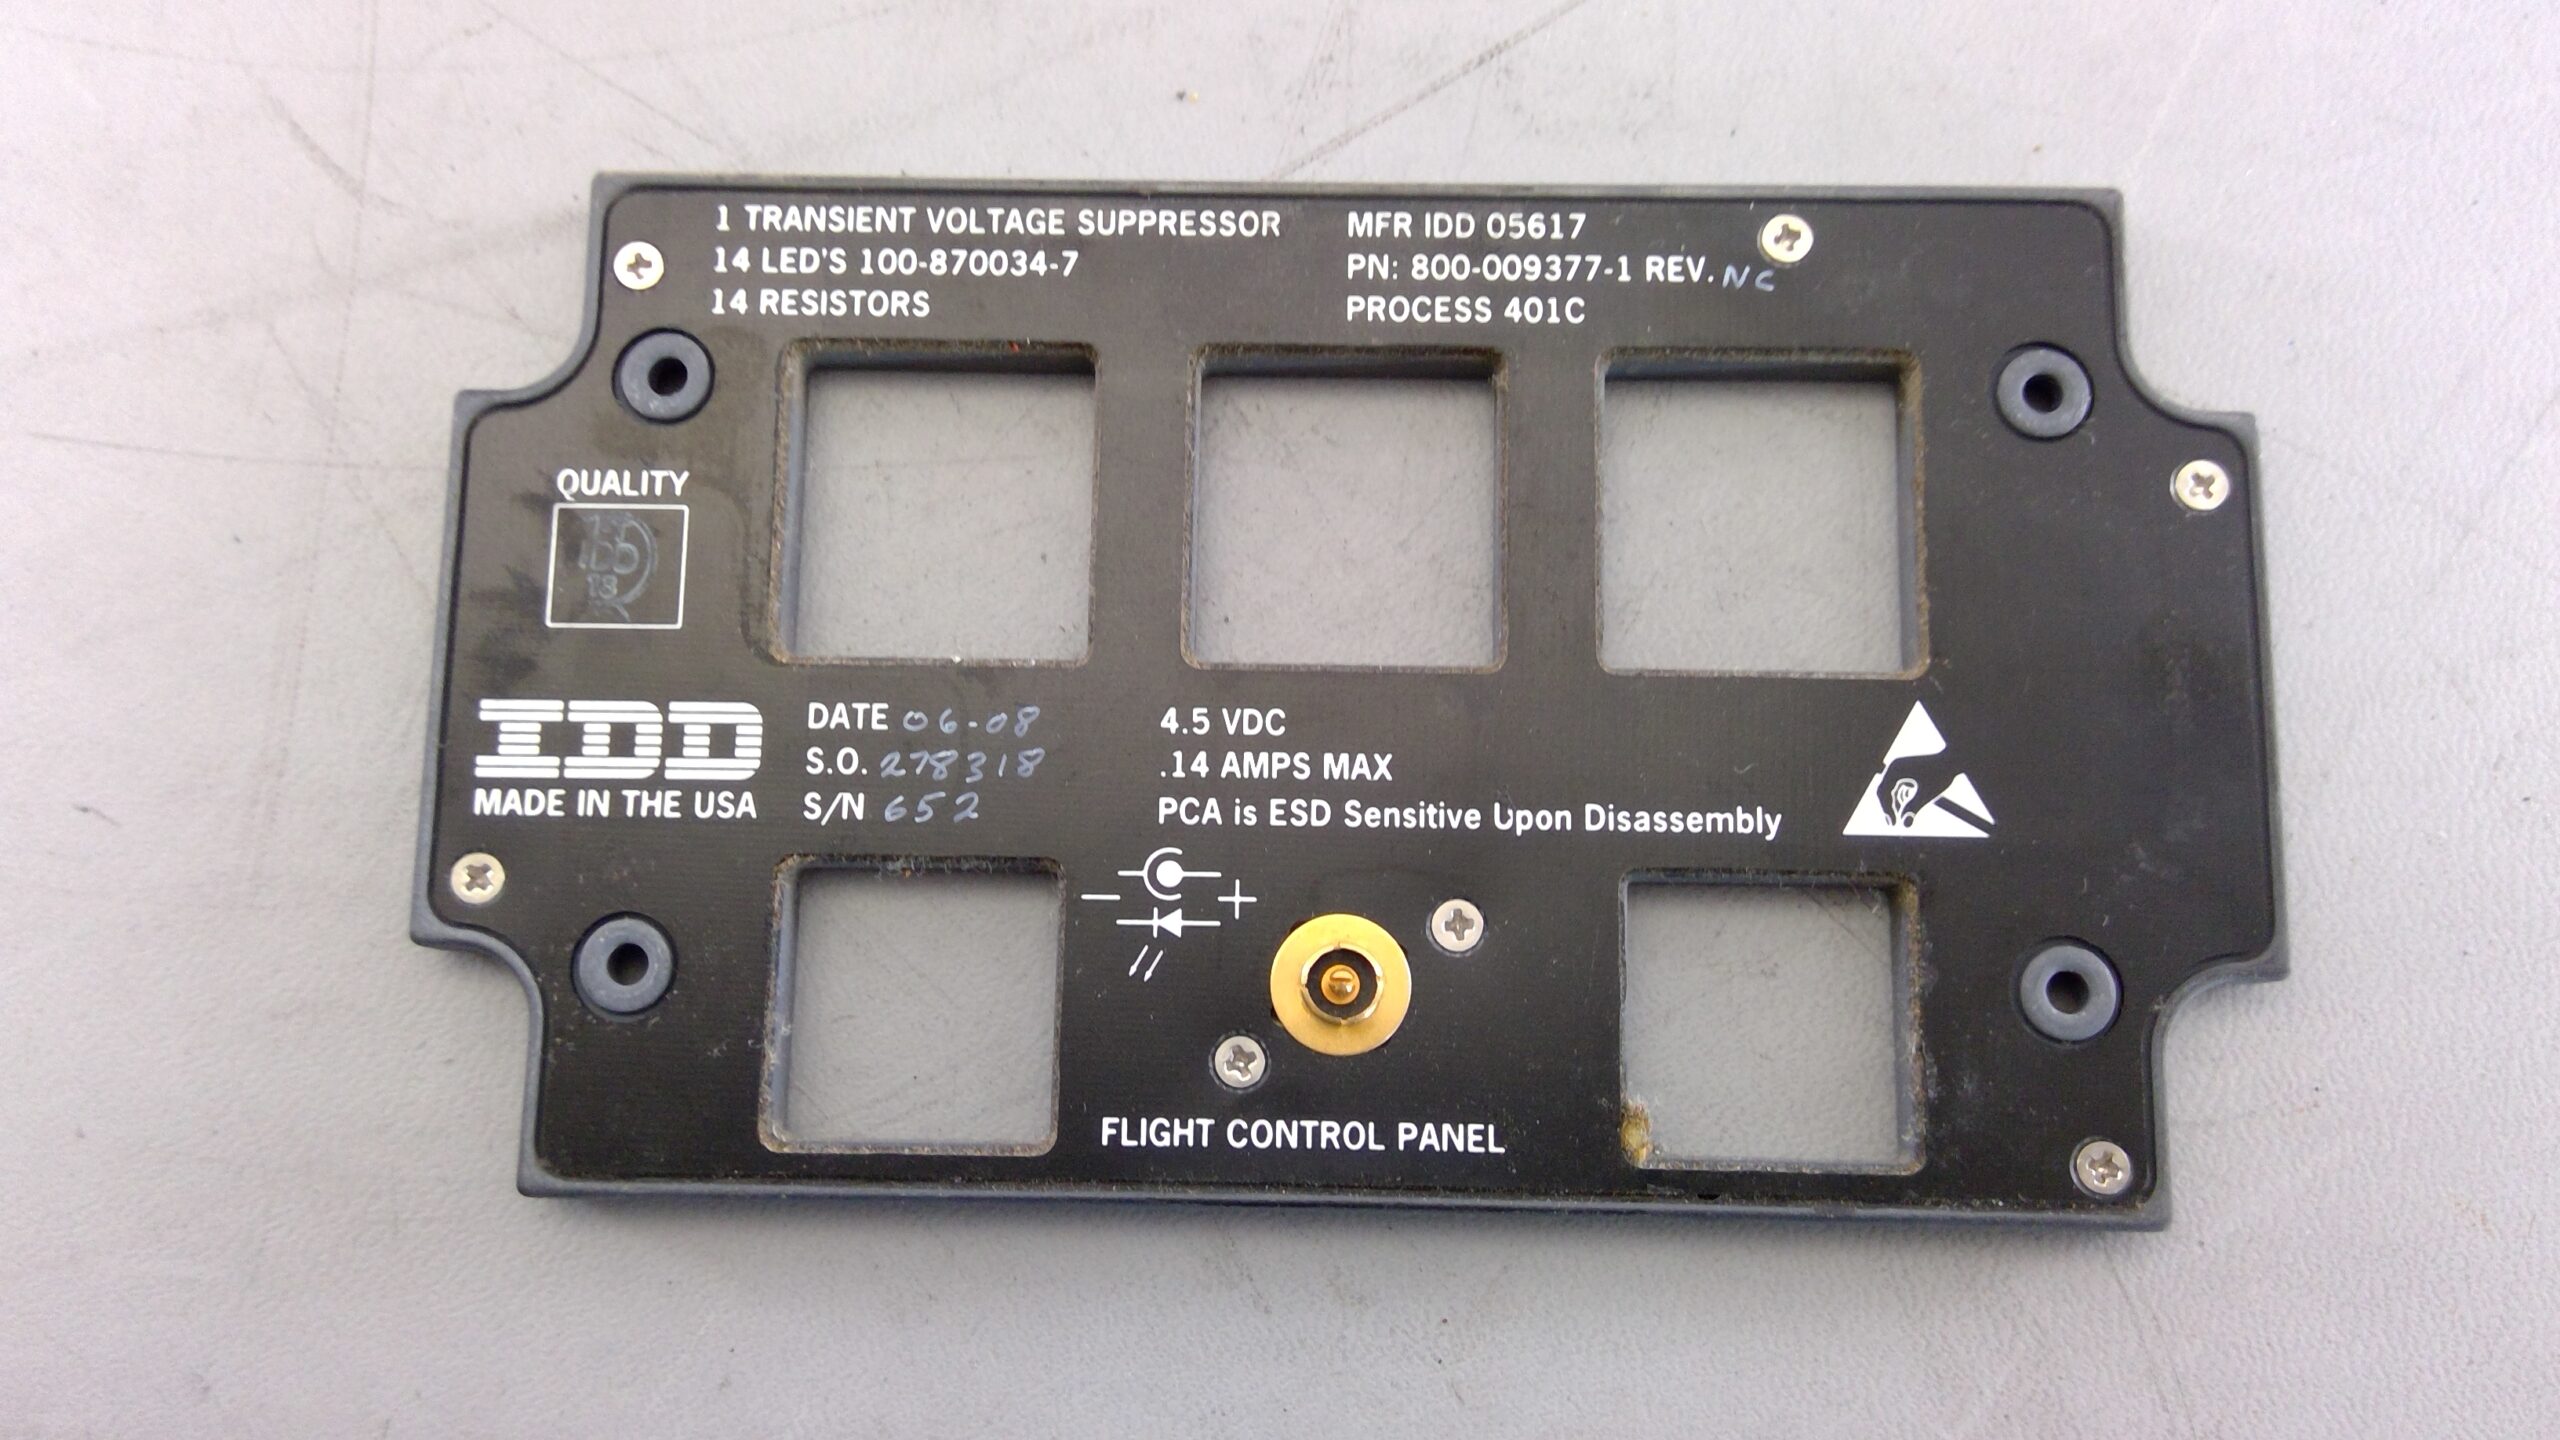 1 TRANSIENT VOLTAGE SUPPRESSOR
14 LED'S 100-870034-7
14 RESISTORS
MFR IDD 05617
PN: 800-009377-1 REV. NC
PROCESS 401C
QUALITY
IDD
13
IDD
MADE IN THE USA
DATE 06-08
S.O. 278318
S/N 652
4.5 VDC
.14 AMPS MAX
PCA is ESD Sensitive Upon Disassembly
- +
FLIGHT CONTROL PANEL